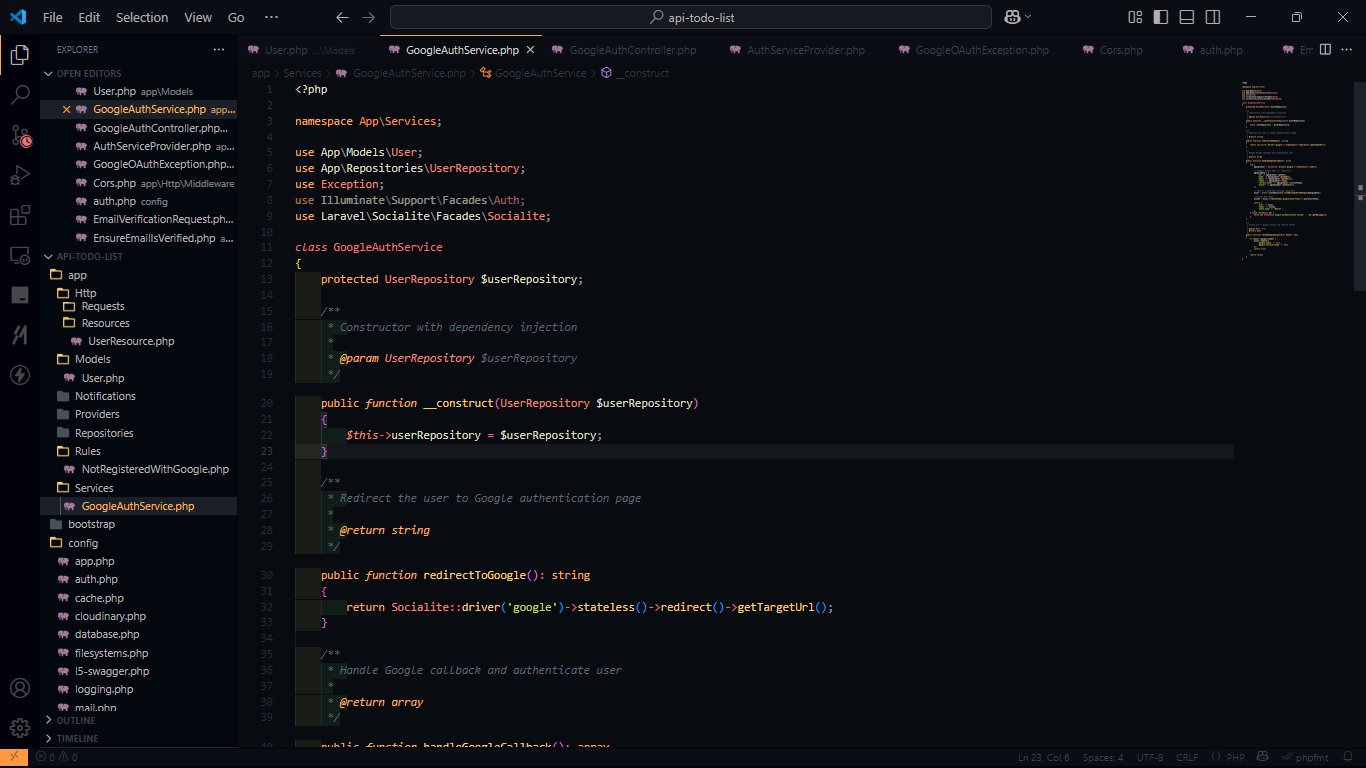 File Edit Selection View Go ··· api-todo-list
EXPLORER ···
OPEN EDITORS
User.php app\Models
GoogleAuthService.php app...
GoogleAuthController.php...
AuthServiceProvider.php ap...
GoogleOAuthException.php...
Cors.php app\Http\Middleware
auth.php config
EmailVerificationRequest.ph...
EnsureEmailIsVerified.php a...
API-TODO-LIST
app
Http
Requests
Resources
UserResource.php
Models
User.php
Notifications
Providers
Repositories
Rules
NotRegisteredWithGoogle.php
Services
GoogleAuthService.php
bootstrap
config
app.php
auth.php
cache.php
cloudinary.php
database.php
filesystems.php
l5-swagger.php
logging.php
mail.php
OUTLINE
TIMELINE
User.php ...\Models GoogleAuthService.php GoogleAuthController.php AuthServiceProvider.php GoogleOAuthException.php Cors.php auth.php Em
app > Services > GoogleAuthService.php > GoogleAuthService > __construct
1 <?php
2
3 namespace App\Services;
4
5 use App\Models\User;
6 use App\Repositories\UserRepository;
7 use Exception;
8 use Illuminate\Support\Facades\Auth;
9 use Laravel\Socialite\Facades\Socialite;
10
11 class GoogleAuthService
12 {
13 protected UserRepository $userRepository;
14
15 /**
16 * Constructor with dependency injection
17 *
18 * @param UserRepository $userRepository
19 */
20 public function __construct(UserRepository $userRepository)
21 {
22 $this->userRepository = $userRepository;
23 }
24
25 /**
26 * Redirect the user to Google authentication page
27 *
28 * @return string
29 */
30 public function redirectToGoogle(): string
31 {
32 return Socialite::driver('google')->stateless()->redirect()->getTargetUrl();
33 }
34
35 /**
36 * Handle Google callback and authenticate user
37 *
38 * @return array
39 */
40 public function handleGoogleCallback(): array
0 0 Ln 23, Col 6 Spaces: 4 UTF-8 CRLF {} PHP phpfmt